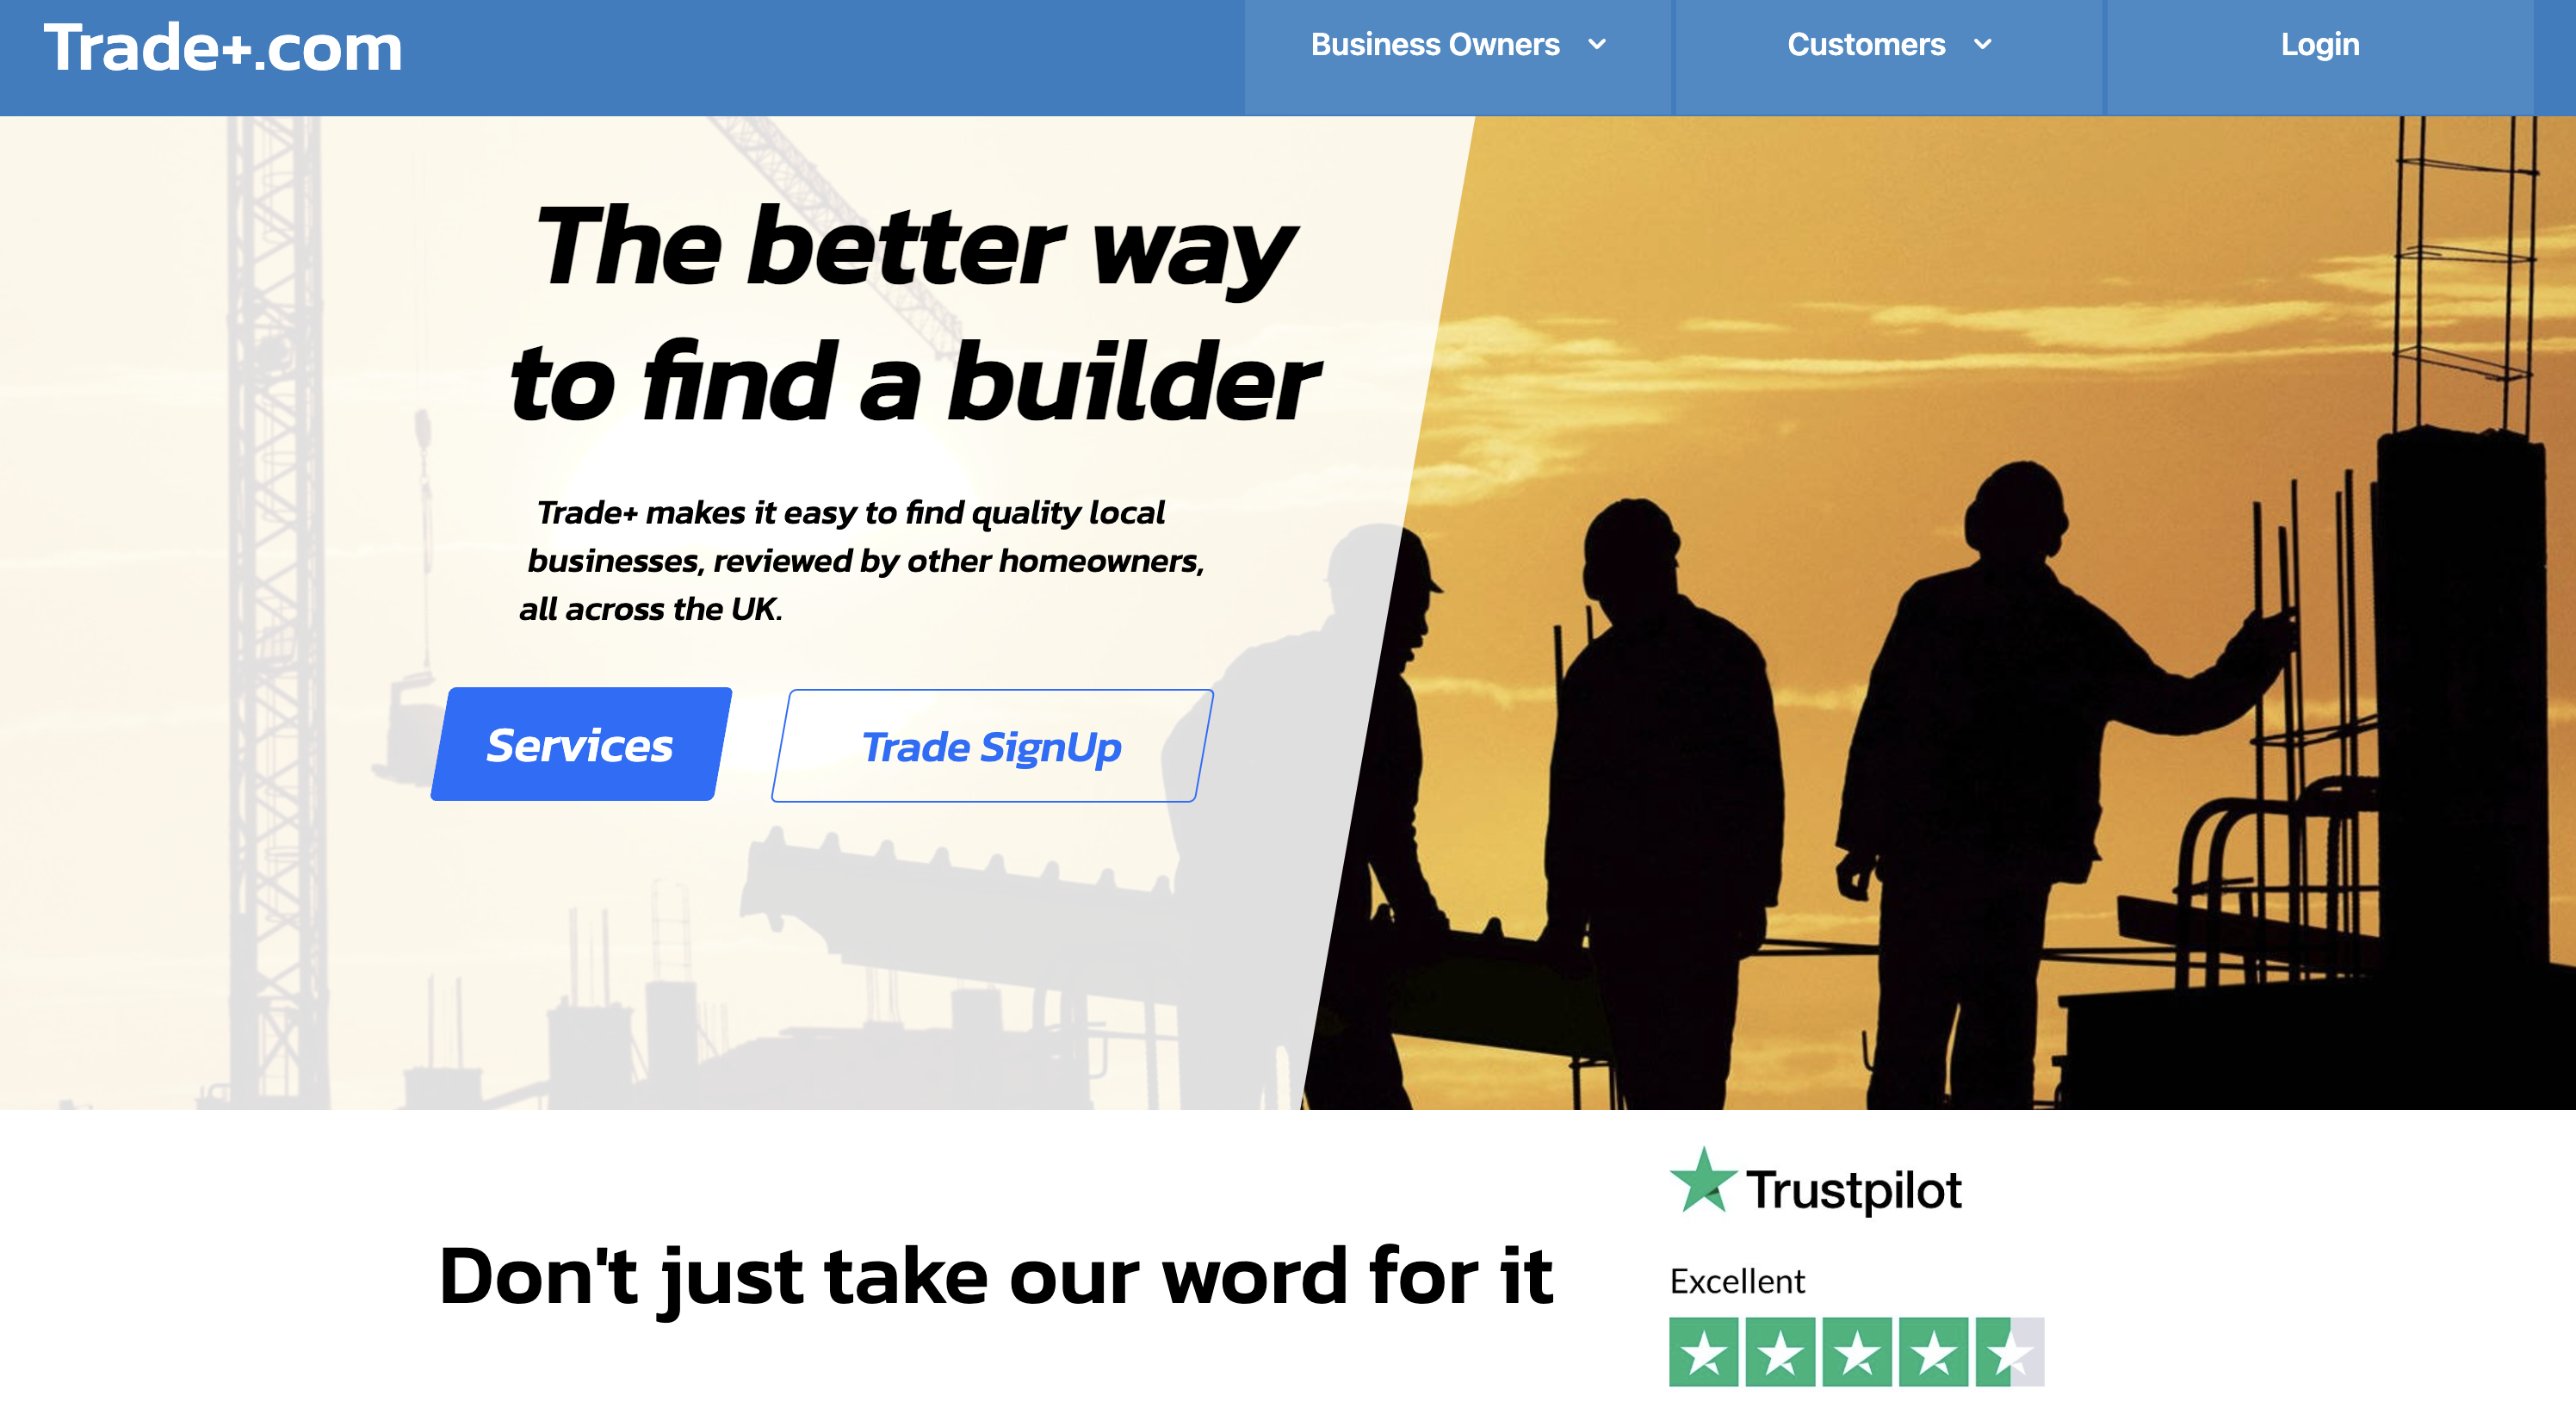 Trade+.com
Business Owners
Customers
Login
The better way
to find a builder
Trade+ makes it easy to find quality local
businesses, reviewed by other homeowners,
all across the UK.
Services
Trade SignUp
Trustpilot
Don't just take our word for it
Excellent